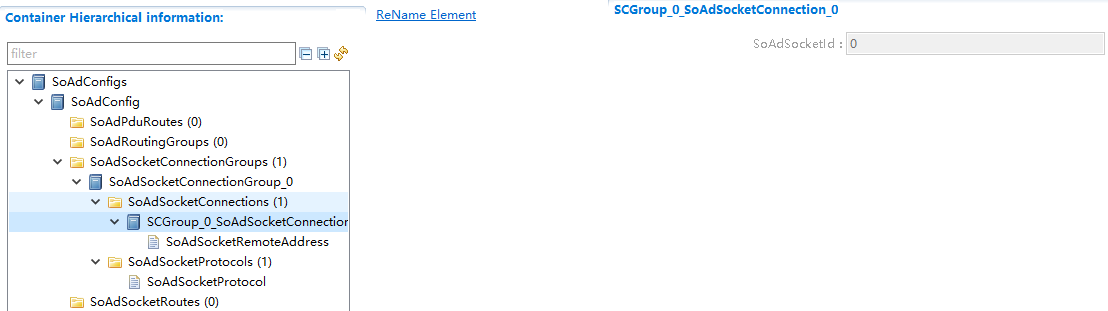 Container Hierarchical information:
ReName Element
SCGroup_0_SoAdSocketConnection_0
SoAdSocketId : 0
filter
SoAdConfigs
SoAdConfig
SoAdPduRoutes (0)
SoAdRoutingGroups (0)
SoAdSocketConnectionGroups (1)
SoAdSocketConnectionGroup_0
SoAdSocketConnections (1)
SCGroup_0_SoAdSocketConnection
SoAdSocketRemoteAddress
SoAdSocketProtocols (1)
SoAdSocketProtocol
SoAdSocketRoutes (0)